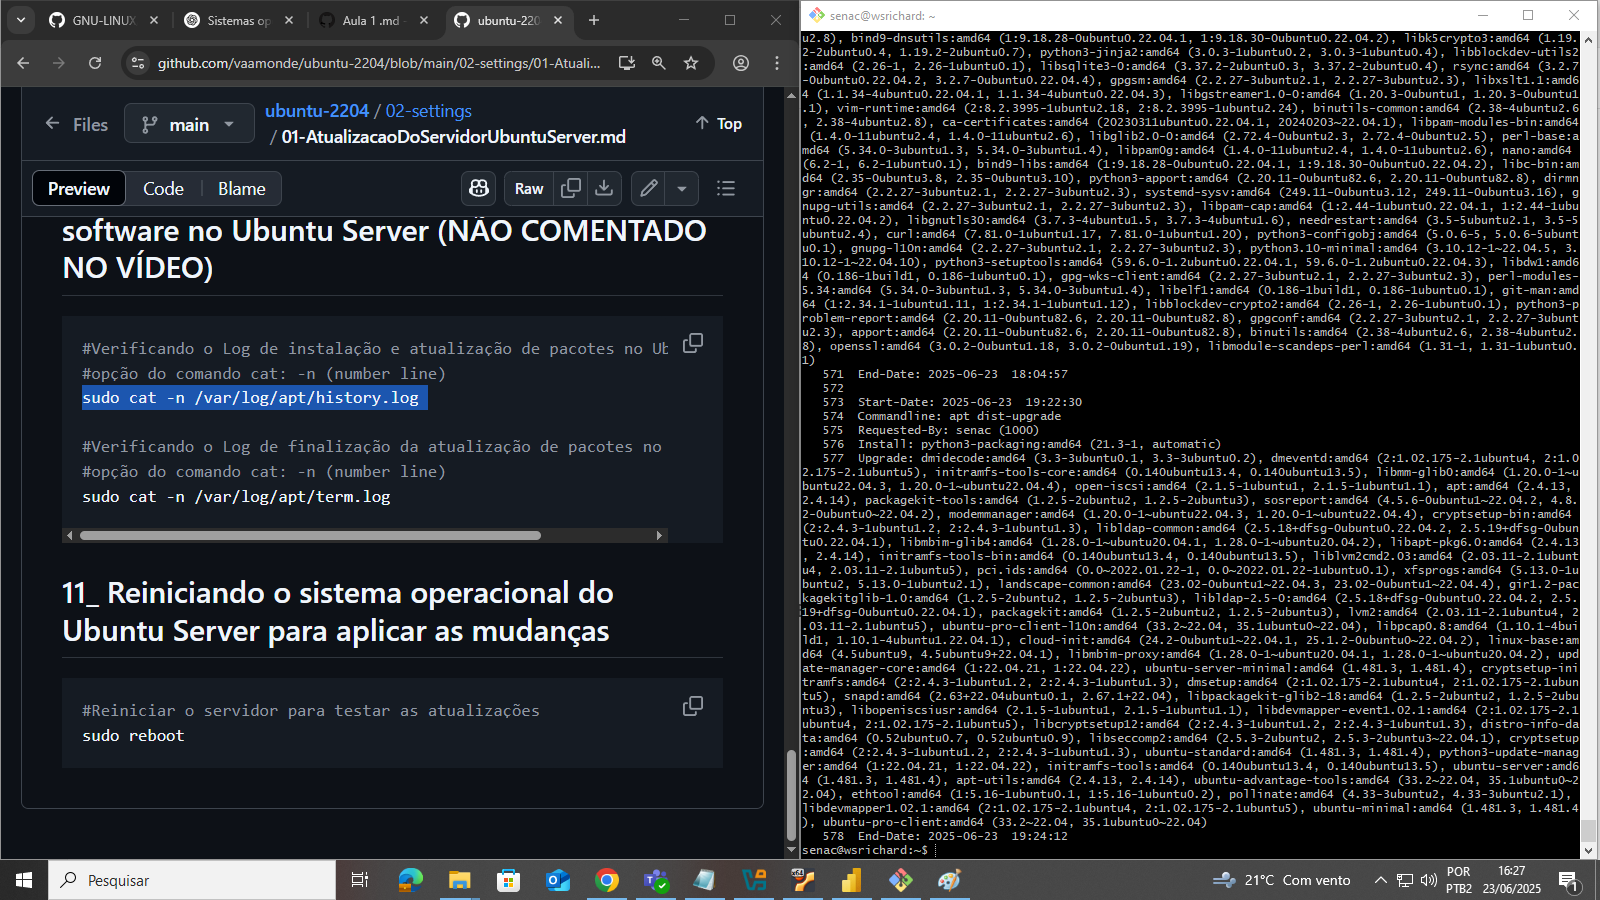 GNU-LINUX
Sistemas op
Aula 1 .md
ubuntu-220
github.com/vaamonde/ubuntu-2204/blob/main/02-settings/01-Atuali...
Files
main
ubuntu-2204 / 02-settings
/ 01-AtualizacaoDoServidorUbuntuServer.md
Top
Preview
Code
Blame
Raw
software no Ubuntu Server (NÃO COMENTADO
NO VÍDEO)
#Verificando o Log de instalação e atualização de pacotes no Ub
#opção do comando cat: -n (number line)
sudo cat -n /var/log/apt/history.log
#Verificando o Log de finalização da atualização de pacotes no
#opção do comando cat: -n (number line)
sudo cat -n /var/log/apt/term.log
11_ Reiniciando o sistema operacional do
Ubuntu Server para aplicar as mudanças
#Reiniciar o servidor para testar as atualizações
sudo reboot
senac@wsrichard: ~
u2.8), bind9-dnsutils:amd64 (1:9.18.28-0ubuntu0.22.04.1, 1:9.18.30-0ubuntu0.22.04.2), libk5crypto3:amd64 (1.19.
2-2ubuntu0.4, 1.19.2-2ubuntu0.7), python3-jinja2:amd64 (3.0.3-1ubuntu0.2, 3.0.3-1ubuntu0.4), libblockdev-utils2
:amd64 (2.26-1, 2.26-1ubuntu0.1), libsqlite3-0:amd64 (3.37.2-2ubuntu0.3, 3.37.2-2ubuntu0.4), rsync:amd64 (3.2.7
-0ubuntu0.22.04.2, 3.2.7-0ubuntu0.22.04.4), gpgsm:amd64 (2.2.27-3ubuntu2.1, 2.2.27-3ubuntu2.3), libxslt1.1:amd6
4 (1.1.34-4ubuntu0.22.04.1, 1.1.34-4ubuntu0.22.04.3), libgstreamer1.0-0:amd64 (1.20.3-0ubuntu1, 1.20.3-0ubuntu1
.1), vim-runtime:amd64 (2:8.2.3995-1ubuntu2.18, 2:8.2.3995-1ubuntu2.24), binutils-common:amd64 (2.38-4ubuntu2.6
, 2.38-4ubuntu2.8), ca-certificates:amd64 (20230311ubuntu0.22.04.1, 20240203~22.04.1), libpam-modules-bin:amd64
(1.4.0-11ubuntu2.4, 1.4.0-11ubuntu2.6), libglib2.0-0:amd64 (2.72.4-0ubuntu2.3, 2.72.4-0ubuntu2.5), perl-base:a
md64 (5.34.0-3ubuntu1.3, 5.34.0-3ubuntu1.4), libpam0g:amd64 (1.4.0-11ubuntu2.4, 1.4.0-11ubuntu2.6), nano:amd64
(6.2-1, 6.2-1ubuntu0.1), bind9-libs:amd64 (1:9.18.28-0ubuntu0.22.04.1, 1:9.18.30-0ubuntu0.22.04.2), libc-bin:am
d64 (2.35-0ubuntu3.8, 2.35-0ubuntu3.10), python3-apport:amd64 (2.20.11-0ubuntu82.6, 2.20.11-0ubuntu82.8), dirmn
gr:amd64 (2.2.27-3ubuntu2.1, 2.2.27-3ubuntu2.3), systemd-sysv:amd64 (249.11-0ubuntu3.12, 249.11-0ubuntu3.16), g
nupg-utils:amd64 (2.2.27-3ubuntu2.1, 2.2.27-3ubuntu2.3), libpam-cap:amd64 (1:2.44-1ubuntu0.22.04.1, 1:2.44-1ubu
ntu0.22.04.2), libgnutls30:amd64 (3.7.3-4ubuntu1.5, 3.7.3-4ubuntu1.6), needrestart:amd64 (3.5-5ubuntu2.1, 3.5-5
ubuntu2.4), curl:amd64 (7.81.0-1ubuntu1.17, 7.81.0-1ubuntu1.20), python3-configobj:amd64 (5.0.6-5, 5.0.6-5ubunt
u0.1), gnupg-l10n:amd64 (2.2.27-3ubuntu2.1, 2.2.27-3ubuntu2.3), python3.10-minimal:amd64 (3.10.12-1~22.04.5, 3.
10.12-1~22.04.10), python3-setuptools:amd64 (59.6.0-1.2ubuntu0.22.04.1, 59.6.0-1.2ubuntu0.22.04.3), libdw1:amd6
4 (0.186-1build1, 0.186-1ubuntu0.1), gpg-wks-client:amd64 (2.2.27-3ubuntu2.1, 2.2.27-3ubuntu2.3), perl-modules-
5.34:amd64 (5.34.0-3ubuntu1.3, 5.34.0-3ubuntu1.4), libelf1:amd64 (0.186-1build1, 0.186-1ubuntu0.1), git-man:amd
64 (1:2.34.1-1ubuntu1.11, 1:2.34.1-1ubuntu1.12), libblockdev-crypto2:amd64 (2.26-1, 2.26-1ubuntu0.1), python3-p
roblem-report:amd64 (2.20.11-0ubuntu82.6, 2.20.11-0ubuntu82.8), gpgconf:amd64 (2.2.27-3ubuntu2.1, 2.2.27-3ubunt
u2.3), apport:amd64 (2.20.11-0ubuntu82.6, 2.20.11-0ubuntu82.8), binutils:amd64 (2.38-4ubuntu2.6, 2.38-4ubuntu2.
8), openssl:amd64 (3.0.2-0ubuntu1.18, 3.0.2-0ubuntu1.19), libmodule-scandeps-perl:amd64 (1.31-1, 1.31-1ubuntu0.
1)
571 End-Date: 2025-06-23 18:04:57
572
573 Start-Date: 2025-06-23 19:22:30
574 Commandline: apt dist-upgrade
575 Requested-By: senac (1000)
576 Install: python3-packaging:amd64 (21.3-1, automatic)
577 Upgrade: dmidecode:amd64 (3.3-3ubuntu0.1, 3.3-3ubuntu0.2), dmeventd:amd64 (2:1.02.175-2.1ubuntu4, 2:1.0
2.175-2.1ubuntu5), initramfs-tools-core:amd64 (0.140ubuntu13.4, 0.140ubuntu13.5), libmm-glib0:amd64 (1.20.0-1~u
buntu22.04.3, 1.20.0-1~ubuntu22.04.4), open-iscsi:amd64 (2.1.5-1ubuntu1, 2.1.5-1ubuntu1.1), apt:amd64 (2.4.13,
2.4.14), packagekit-tools:amd64 (1.2.5-2ubuntu2, 1.2.5-2ubuntu3), sosreport:amd64 (4.5.6-0ubuntu1~22.04.2, 4.8.
2-0ubuntu0~22.04.2), modemmanager:amd64 (1.20.0-1~ubuntu22.04.3, 1.20.0-1~ubuntu22.04.4), cryptsetup-bin:amd64
(2:2.4.3-1ubuntu1.2, 2:2.4.3-1ubuntu1.3), libldap-common:amd64 (2.5.18+dfsg-0ubuntu0.22.04.2, 2.5.19+dfsg-0ubun
tu0.22.04.1), libmbim-glib4:amd64 (1.28.0-1~ubuntu20.04.1, 1.28.0-1~ubuntu20.04.2), libapt-pkg6.0:amd64 (2.4.13
, 2.4.14), initramfs-tools-bin:amd64 (0.140ubuntu13.4, 0.140ubuntu13.5), liblvm2cmd2.03:amd64 (2.03.11-2.1ubunt
u4, 2.03.11-2.1ubuntu5), pci.ids:amd64 (0.0~2022.01.22-1, 0.0~2022.01.22-1ubuntu0.1), xfsprogs:amd64 (5.13.0-1u
buntu2, 5.13.0-1ubuntu2.1), landscape-common:amd64 (23.02-0ubuntu1~22.04.3, 23.02-0ubuntu1~22.04.4), gir1.2-pac
kagekitglib-1.0:amd64 (1.2.5-2ubuntu2, 1.2.5-2ubuntu3), libldap-2.5-0:amd64 (2.5.18+dfsg-0ubuntu0.22.04.2, 2.5.
19+dfsg-0ubuntu0.22.04.1), packagekit:amd64 (1.2.5-2ubuntu2, 1.2.5-2ubuntu3), lvm2:amd64 (2.03.11-2.1ubuntu4, 2
.03.11-2.1ubuntu5), ubuntu-pro-client-l10n:amd64 (33.2~22.04, 35.1ubuntu0~22.04), libpcap0.8:amd64 (1.10.1-4bui
ld1, 1.10.1-4ubuntu1.22.04.1), cloud-init:amd64 (24.2-0ubuntu1~22.04.1, 25.1.2-0ubuntu0~22.04.2), linux-base:am
d64 (4.5ubuntu9, 4.5ubuntu9+22.04.1), libmbim-proxy:amd64 (1.28.0-1~ubuntu20.04.1, 1.28.0-1~ubuntu20.04.2), upd
ate-manager-core:amd64 (1:22.04.21, 1:22.04.22), ubuntu-server-minimal:amd64 (1.481.3, 1.481.4), cryptsetup-ini
tramfs:amd64 (2:2.4.3-1ubuntu1.2, 2:2.4.3-1ubuntu1.3), dmsetup:amd64 (2:1.02.175-2.1ubuntu4, 2:1.02.175-2.1ubun
tu5), snapd:amd64 (2.63+22.04ubuntu0.1, 2.67.1+22.04), libpackagekit-glib2-18:amd64 (1.2.5-2ubuntu2, 1.2.5-2ubu
ntu3), libopeniscsiusr:amd64 (2.1.5-1ubuntu1, 2.1.5-1ubuntu1.1), libdevmapper-event1.02.1:amd64 (2:1.02.175-2.1
ubuntu4, 2:1.02.175-2.1ubuntu5), libcryptsetup12:amd64 (2:2.4.3-1ubuntu1.2, 2:2.4.3-1ubuntu1.3), distro-info-da
ta:amd64 (0.52ubuntu0.7, 0.52ubuntu0.9), libseccomp2:amd64 (2.5.3-2ubuntu2, 2.5.3-2ubuntu3~22.04.1), cryptsetup
:amd64 (2:2.4.3-1ubuntu1.2, 2:2.4.3-1ubuntu1.3), ubuntu-standard:amd64 (1.481.3, 1.481.4), python3-update-manag
er:amd64 (1:22.04.21, 1:22.04.22), initramfs-tools:amd64 (0.140ubuntu13.4, 0.140ubuntu13.5), ubuntu-server:amd6
4 (1.481.3, 1.481.4), apt-utils:amd64 (2.4.13, 2.4.14), ubuntu-advantage-tools:amd64 (33.2~22.04, 35.1ubuntu0~2
2.04), ethtool:amd64 (1:5.16-1ubuntu0.1, 1:5.16-1ubuntu0.2), pollinate:amd64 (4.33-3ubuntu2, 4.33-3ubuntu2.1),
libdevmapper1.02.1:amd64 (2:1.02.175-2.1ubuntu4, 2:1.02.175-2.1ubuntu5), ubuntu-minimal:amd64 (1.481.3, 1.481.4
), ubuntu-pro-client:amd64 (33.2~22.04, 35.1ubuntu0~22.04)
578 End-Date: 2025-06-23 19:24:12
senac@wsrichard:~$
Pesquisar
21°C Com vento
POR
PTB2
16:27
23/06/2025
1